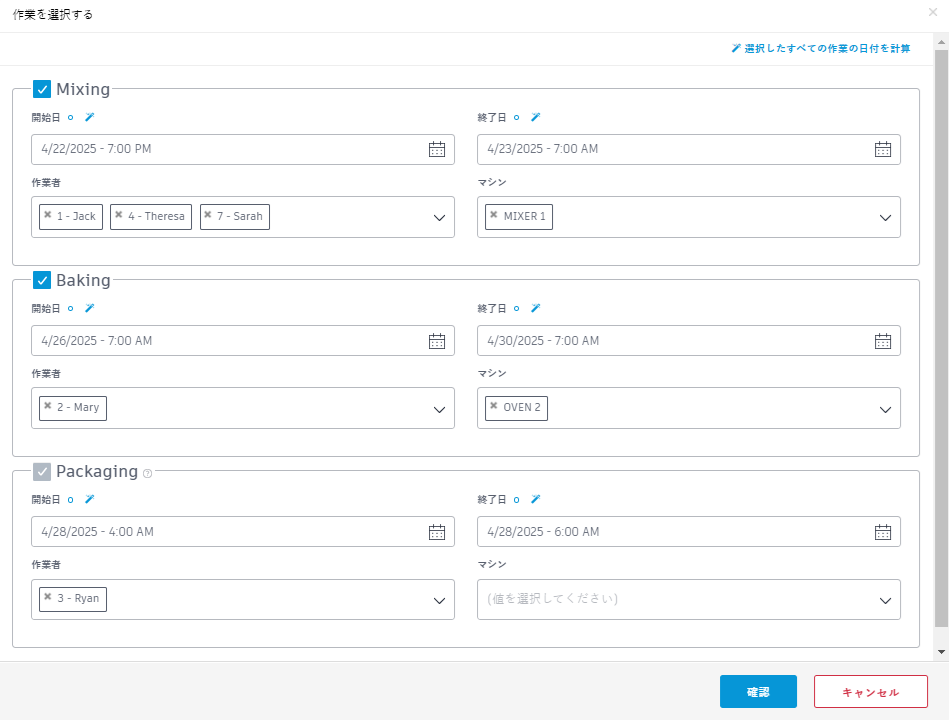 作業を選択する
選択したすべての作業の日付を計算
Mixing
開始日
終了日
4/22/2025 - 7:00 PM
4/23/2025 - 7:00 AM
作業者
マシン
1 - Jack 4 - Theresa 7 - Sarah
MIXER 1
Baking
開始日
終了日
4/26/2025 - 7:00 AM
4/30/2025 - 7:00 AM
作業者
マシン
2 - Mary
OVEN 2
Packaging
開始日
終了日
4/28/2025 - 4:00 AM
4/28/2025 - 6:00 AM
作業者
マシン
3 - Ryan
(値を選択してください)
確認
キャンセル